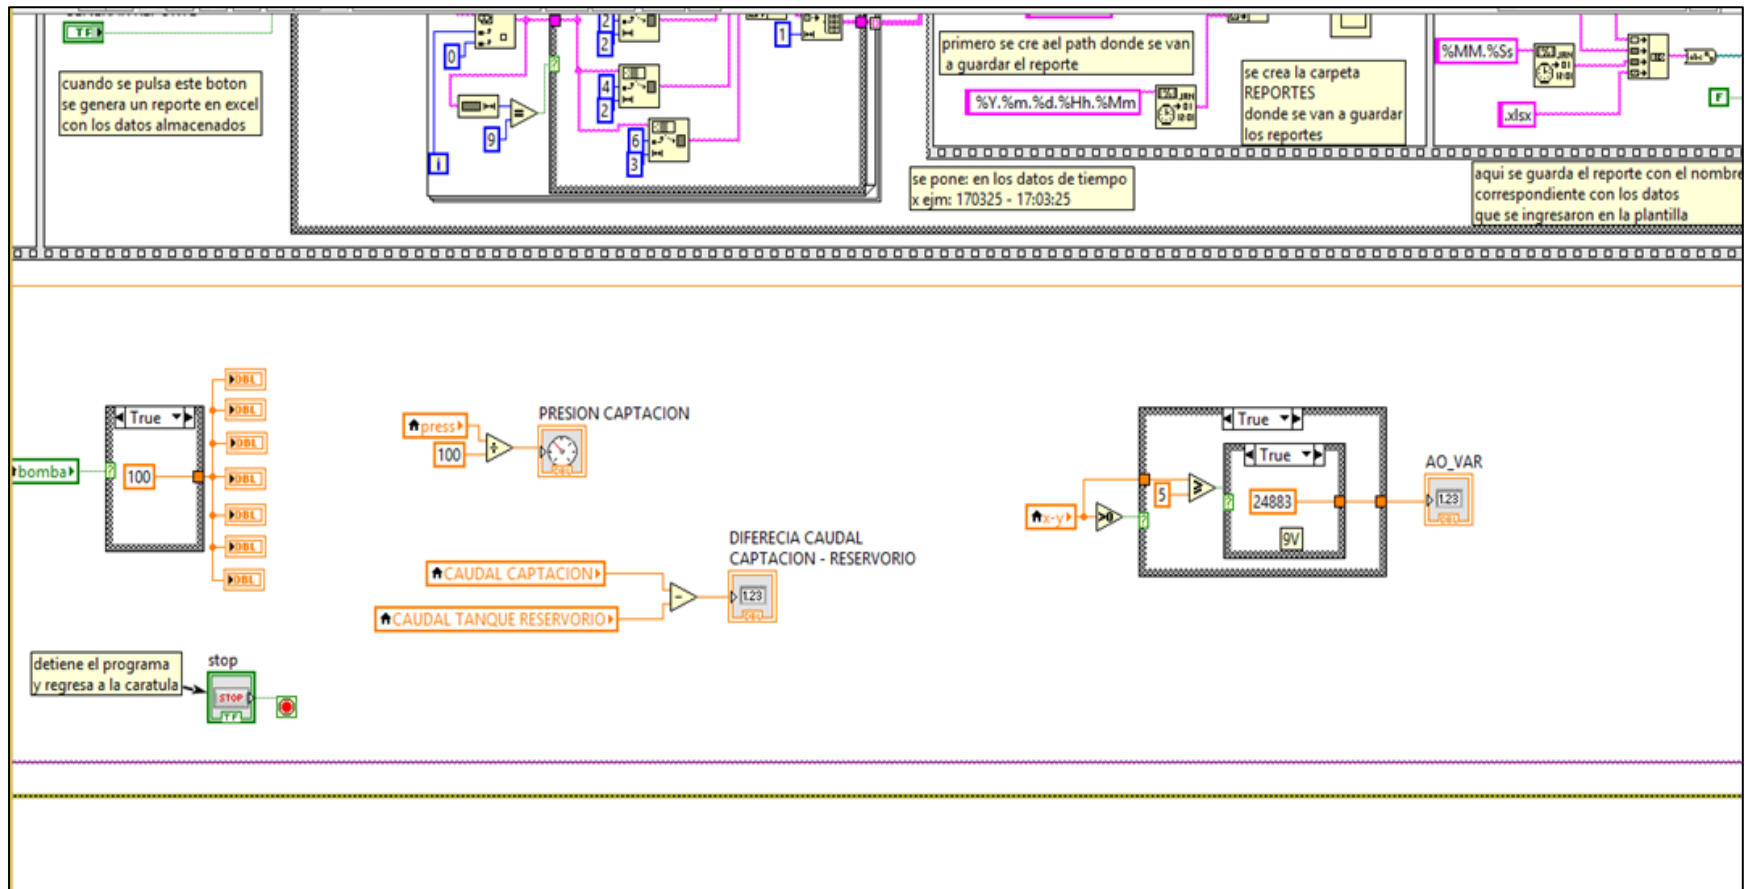 TF
cuando se pulsa este boton
se genera un reporte en excel
con los datos almacenados
0
9
i
2
2
4
2
6
3
1
primero se cre ael path donde se van
a guardar el reporte
%Y.%m.%d.%Hh.%Mm
se crea la carpeta
REPORTES
donde se van a guardar
los reportes
%MM.%Ss
.xlsx
F
se pone: en los datos de tiempo
x ejm: 170325 - 17:03:25
aqui se guarda el reporte con el nombre
correspondiente con los datos
que se ingresaron en la plantilla
bomba
True
100
DBL
DBL
DBL
DBL
DBL
DBL
DBL
press
100
PRESION CAPTACION
DBL
CAUDAL CAPTACION
CAUDAL TANQUE RESERVORIO
DIFERECIA CAUDAL
CAPTACION - RESERVORIO
1.23
DBL
x-y
>0
True
5
True
24883
9V
AO_VAR
1.23
DBL
detiene el programa
y regresa a la caratula
stop
STOP
TF